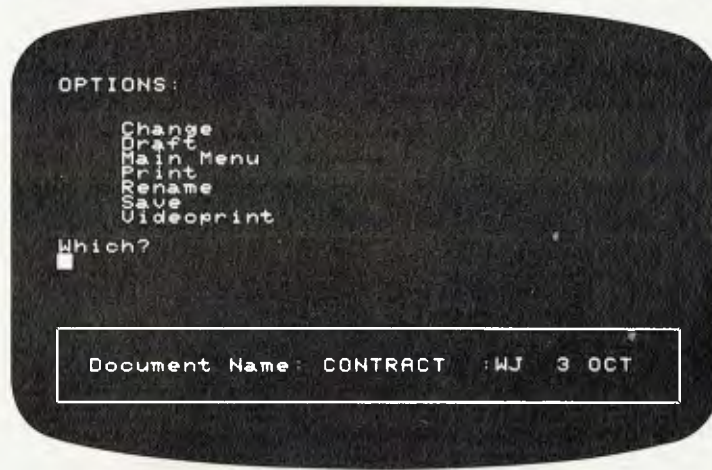 OPTIONS:
Change
Draft
Main Menu
Print
Rename
Save
Videoprint
Which?
Document Name: CONTRACT :WJ 3 OCT